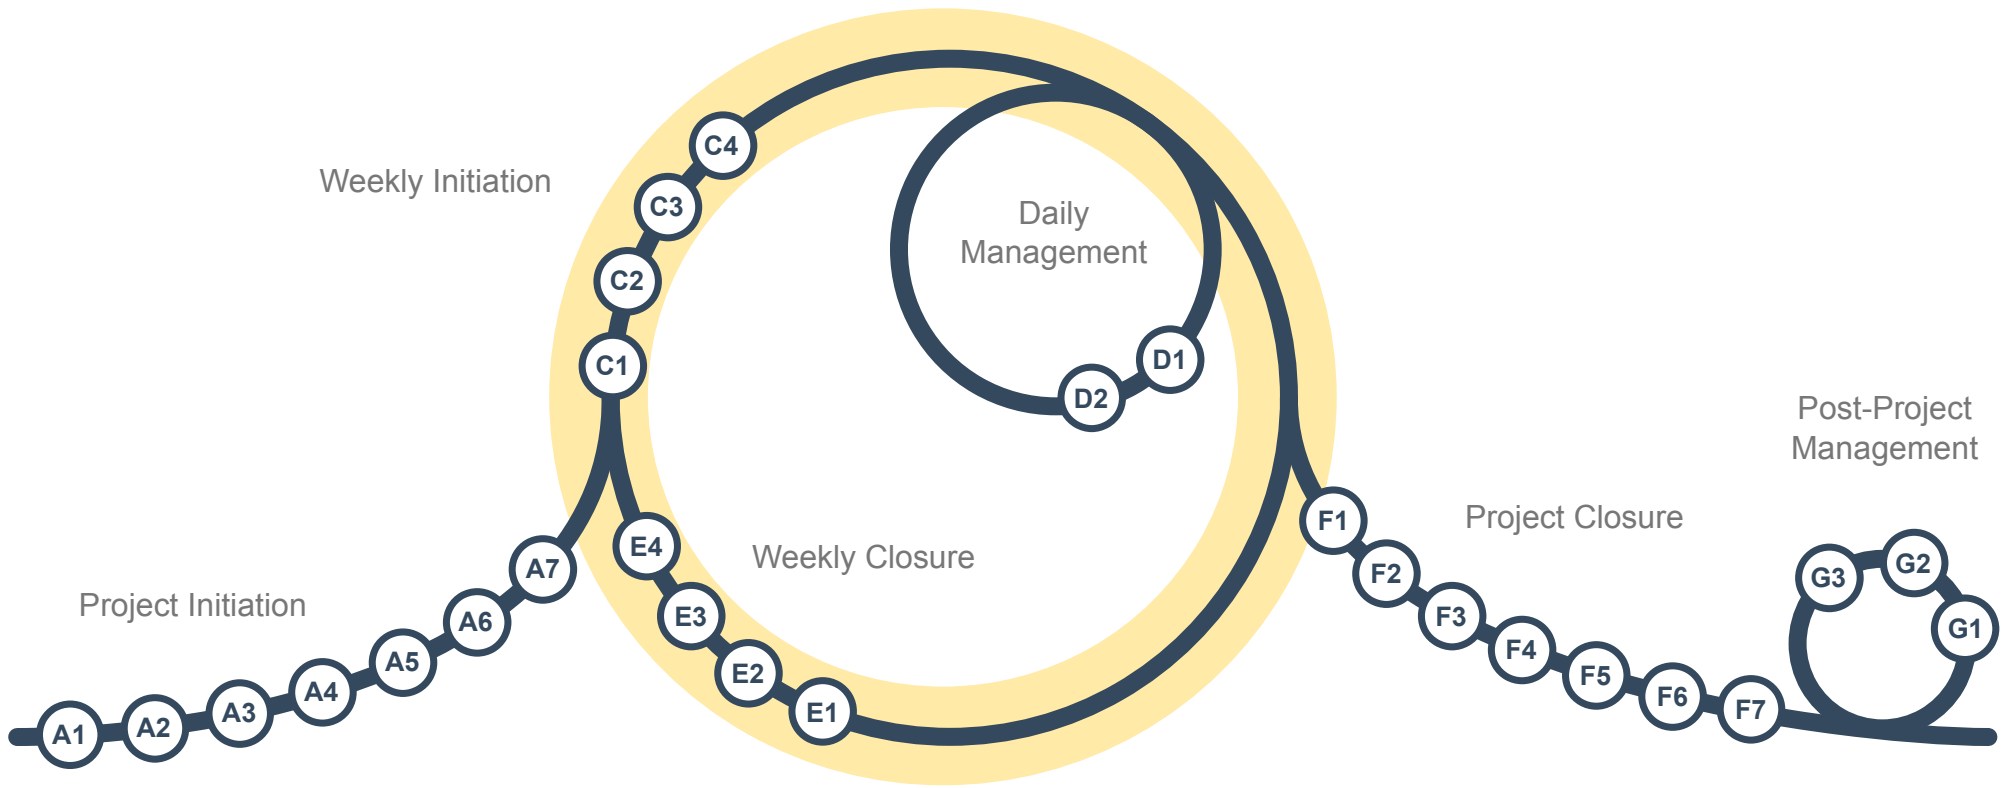 Project Initiation
A1
A2
A3
A4
A5
A6
A7
Weekly Initiation
C1
C2
C3
C4
Daily
Management
D1
D2
Weekly Closure
E1
E2
E3
E4
Project Closure
F1
F2
F3
F4
F5
F6
F7
Post-Project
Management
G1
G2
G3